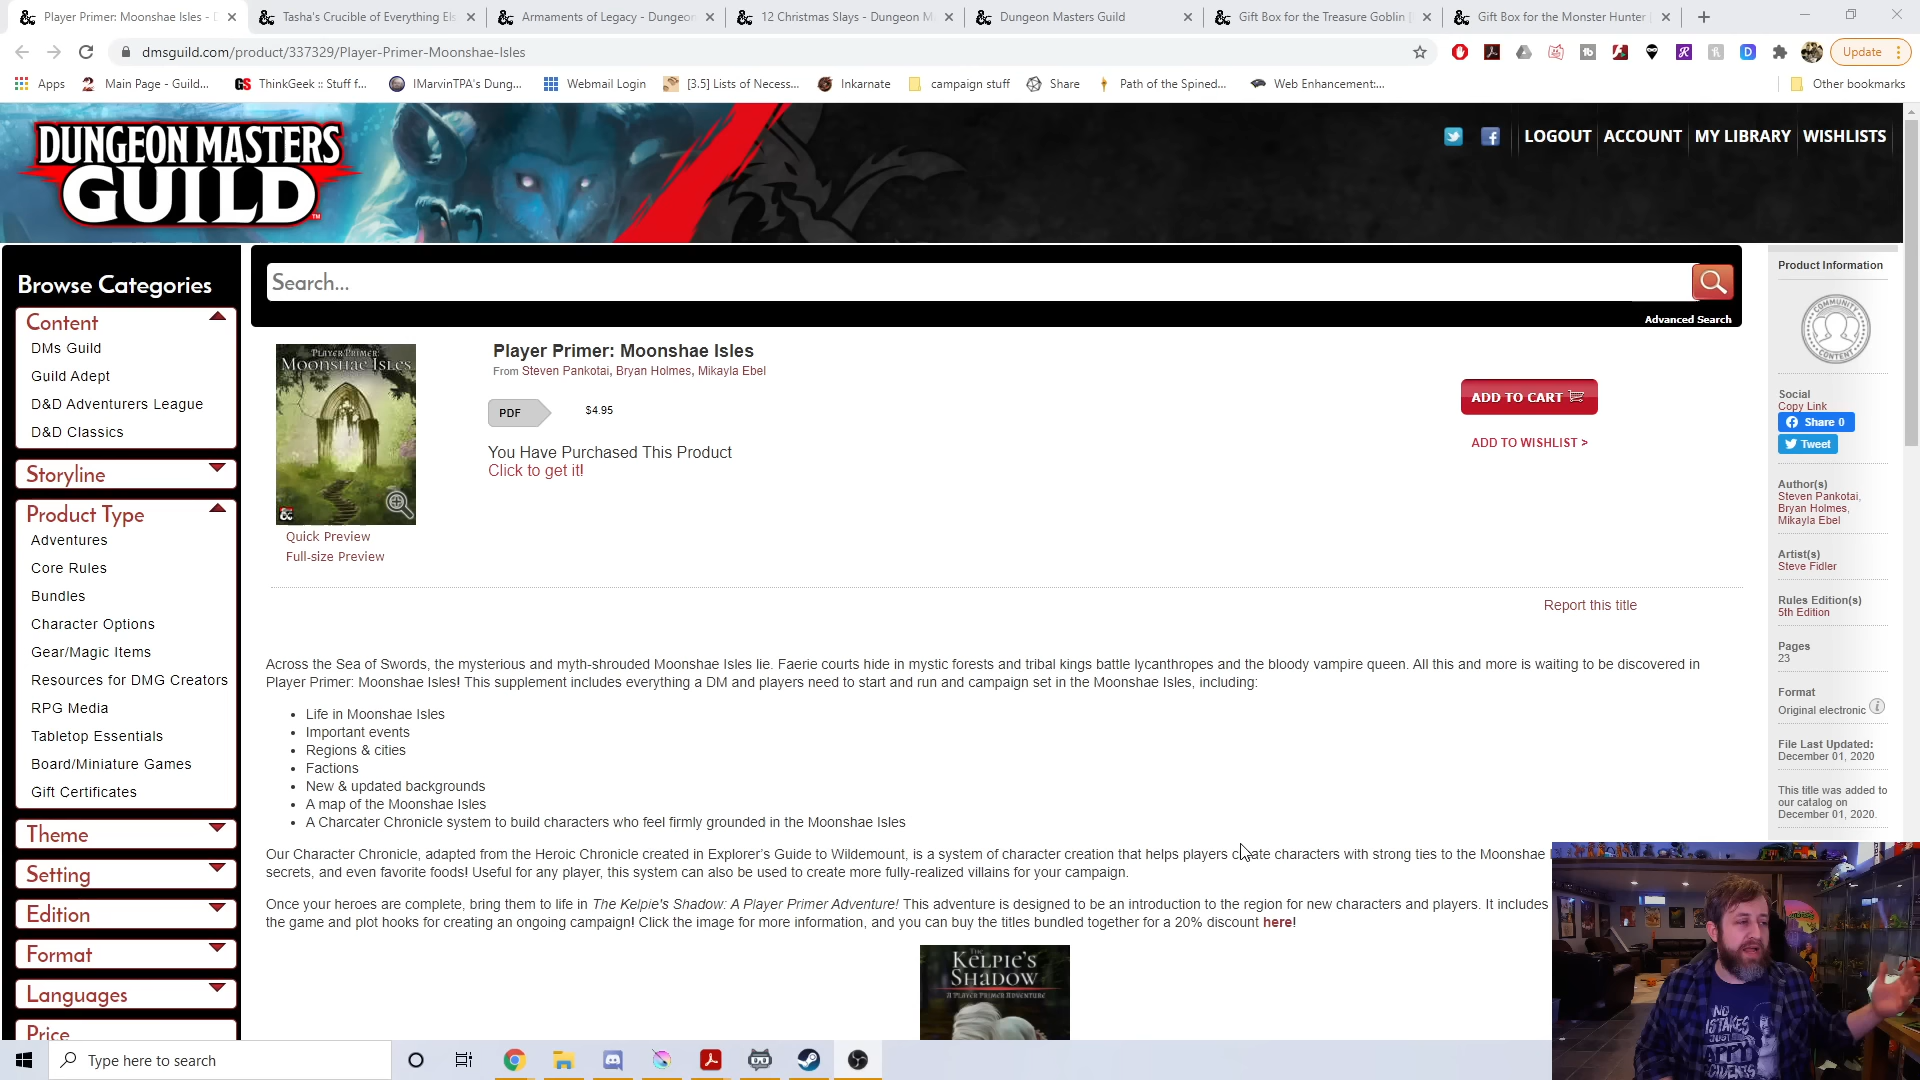 Player Primer: Moonshae Isles - D
Tasha's Crucible of Everything Els
Armaments of Legacy - Dungeon
12 Christmas Slays - Dungeon M
Dungeon Masters Guild
Gift Box for the Treasure Goblin |
Gift Box for the Monster Hunter |
dmsguild.com/product/337329/Player-Primer-Moonshae-Isles
Update
Apps
Main Page - Guild...
ThinkGeek :: Stuff f...
IMarvinTPA's Dung...
Webmail Login
[3.5] Lists of Necess...
Inkarnate
campaign stuff
Share
Path of the Spined...
Web Enhancement:...
Other bookmarks
DUNGEON MASTERS
GUILD
LOGOUT ACCOUNT MY LIBRARY WISHLISTS
Browse Categories
Content
DMs Guild
Guild Adept
D&D Adventurers League
D&D Classics
Storyline
Product Type
Adventures
Core Rules
Bundles
Character Options
Gear/Magic Items
Resources for DMG Creators
RPG Media
Tabletop Essentials
Board/Miniature Games
Gift Certificates
Theme
Setting
Edition
Format
Languages
Price
Search...
Advanced Search
PLAYER PRIMER:
MOONSHAE ISLES
Quick Preview
Full-size Preview
Player Primer: Moonshae Isles
From Steven Pankotai, Bryan Holmes, Mikayla Ebel
PDF
$4.95
You Have Purchased This Product
Click to get it!
ADD TO CART
ADD TO WISHLIST >
Report this title
Across the Sea of Swords, the mysterious and myth-shrouded Moonshae Isles lie. Faerie courts hide in mystic forests and tribal kings battle lycanthropes and the bloody vampire queen. All this and more is waiting to be discovered in
Player Primer: Moonshae Isles! This supplement includes everything a DM and players need to start and run and campaign set in the Moonshae Isles, including:
• Life in Moonshae Isles
• Important events
• Regions & cities
• Factions
• New & updated backgrounds
• A map of the Moonshae Isles
• A Charcater Chronicle system to build characters who feel firmly grounded in the Moonshae Isles
Our Character Chronicle, adapted from the Heroic Chronicle created in Explorer's Guide to Wildemount, is a system of character creation that helps players create characters with strong ties to the Moonshae
secrets, and even favorite foods! Useful for any player, this system can also be used to create more fully-realized villains for your campaign.
Once your heroes are complete, bring them to life in The Kelpie's Shadow: A Player Primer Adventure! This adventure is designed to be an introduction to the region for new characters and players. It includes
the game and plot hooks for creating an ongoing campaign! Click the image for more information, and you can buy the titles bundled together for a 20% discount here!
THE
KELPIE'S
SHADOW
A PLAYER PRIMER ADVENTURE
Product Information
COMMUNITY
CONTENT
Social
Copy Link
Share 0
Tweet
Author(s)
Steven Pankotai,
Bryan Holmes,
Mikayla Ebel
Artist(s)
Steve Fidler
Rules Edition(s)
5th Edition
Pages
23
Format
Original electronic
File Last Updated:
December 01, 2020
This title was added to
our catalog on
December 01, 2020.
NO
MISTAKES
JUST
HAPPY
ACCIDENTS
Type here to search